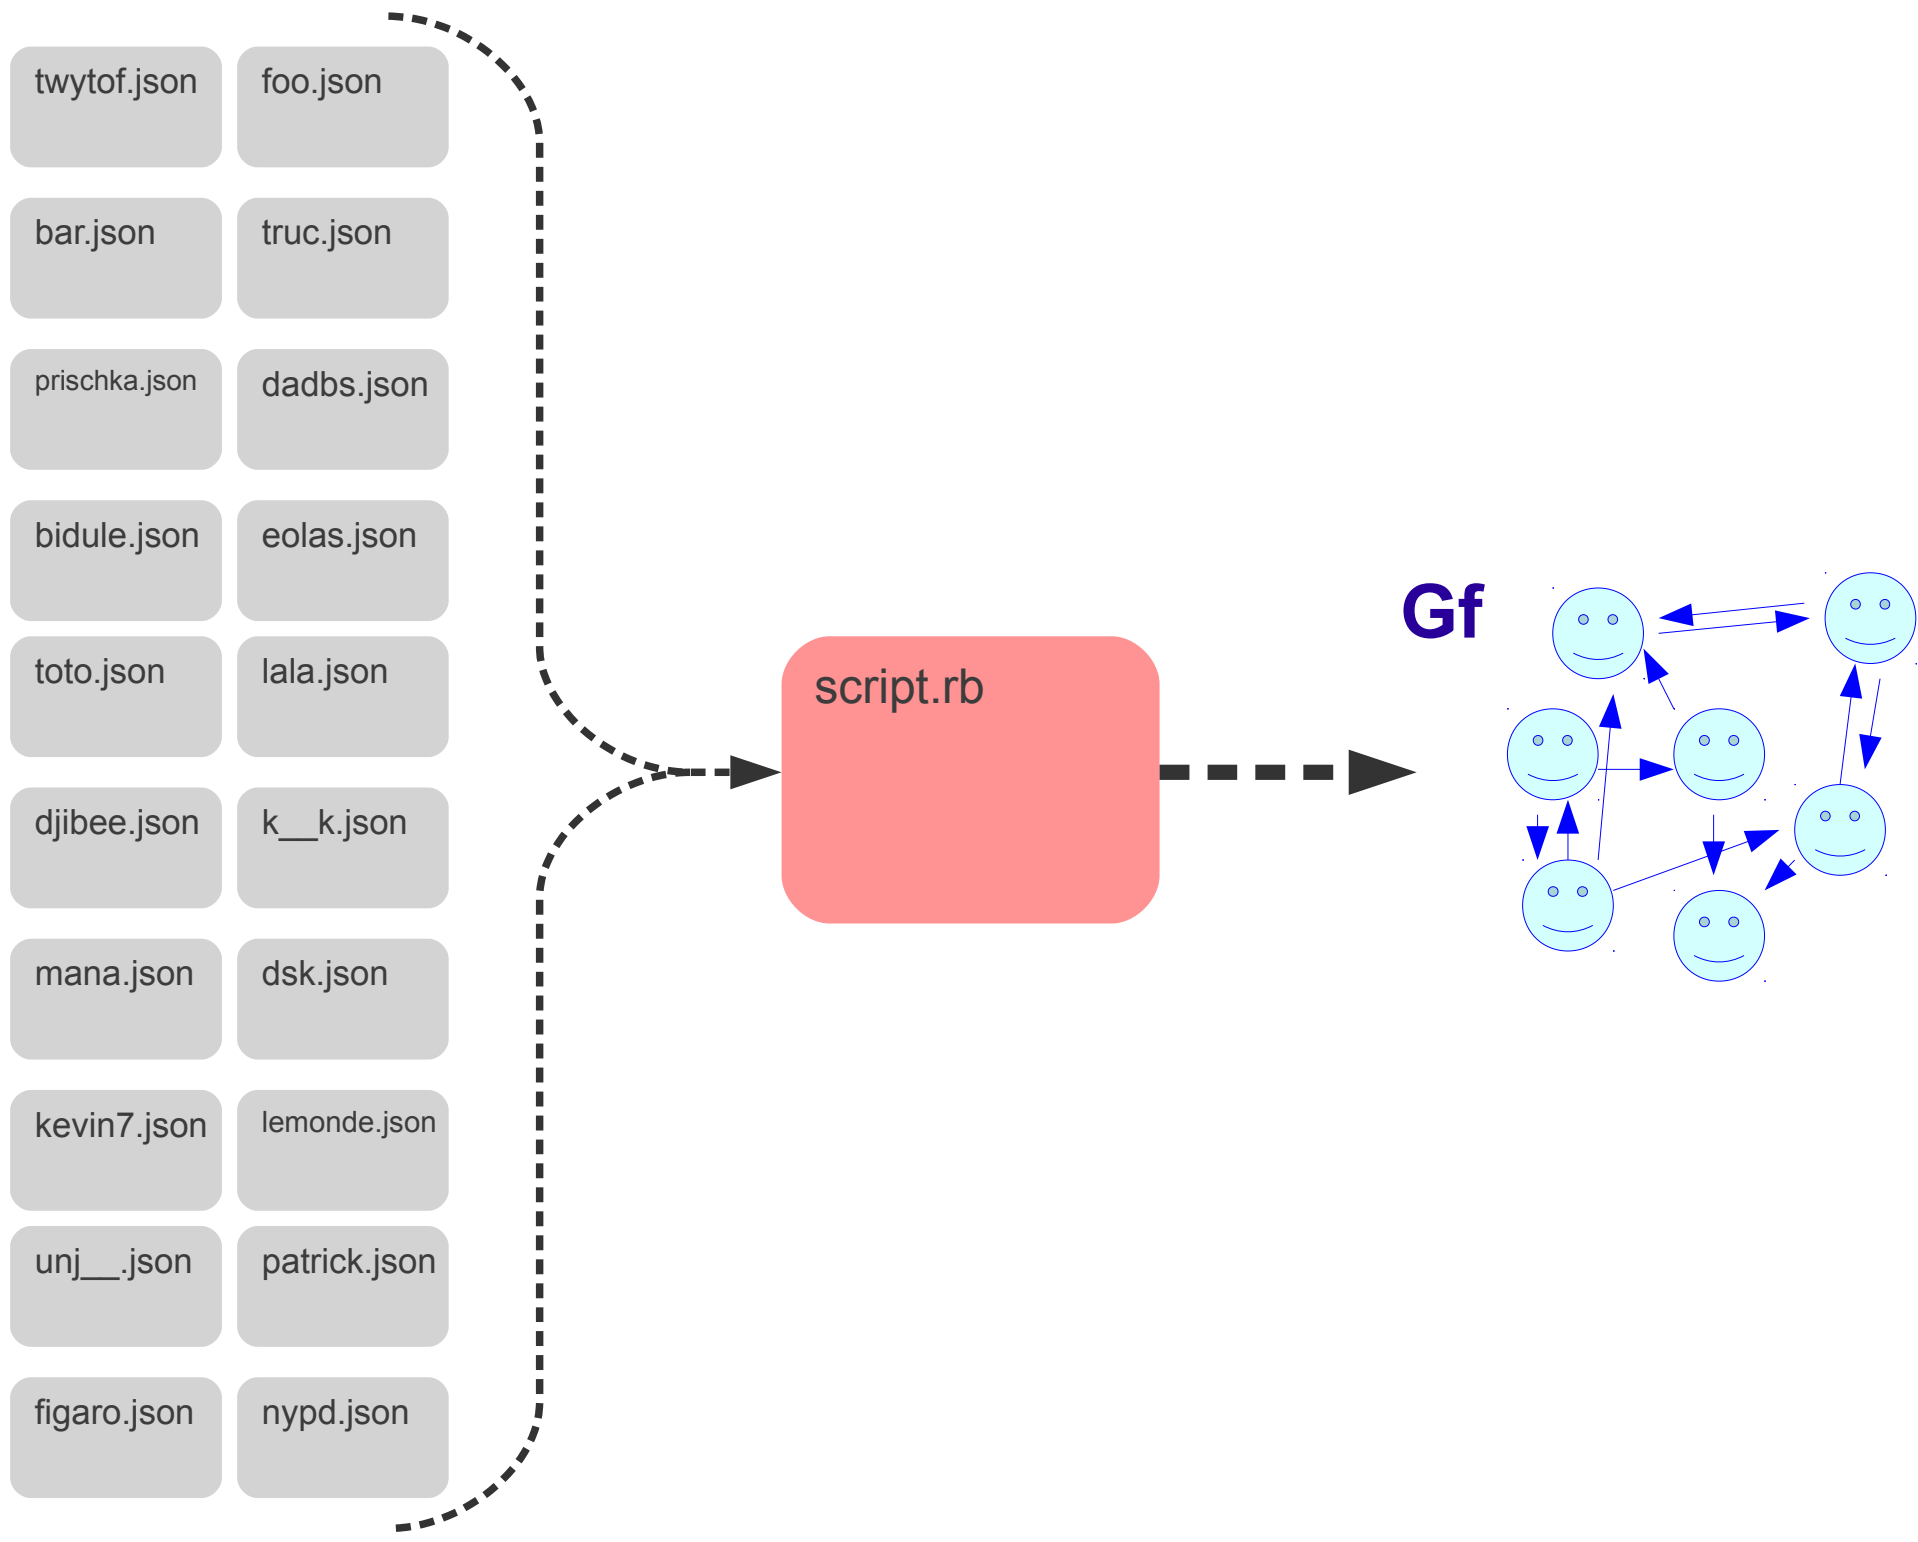 twytof.json
foo.json
bar.json
truc.json
prischka.json
dadbs.json
bidule.json
eolas.json
toto.json
lala.json
djibee.json
k__k.json
mana.json
dsk.json
kevin7.json
lemonde.json
unj__.json
patrick.json
figaro.json
nypd.json
script.rb
Gf